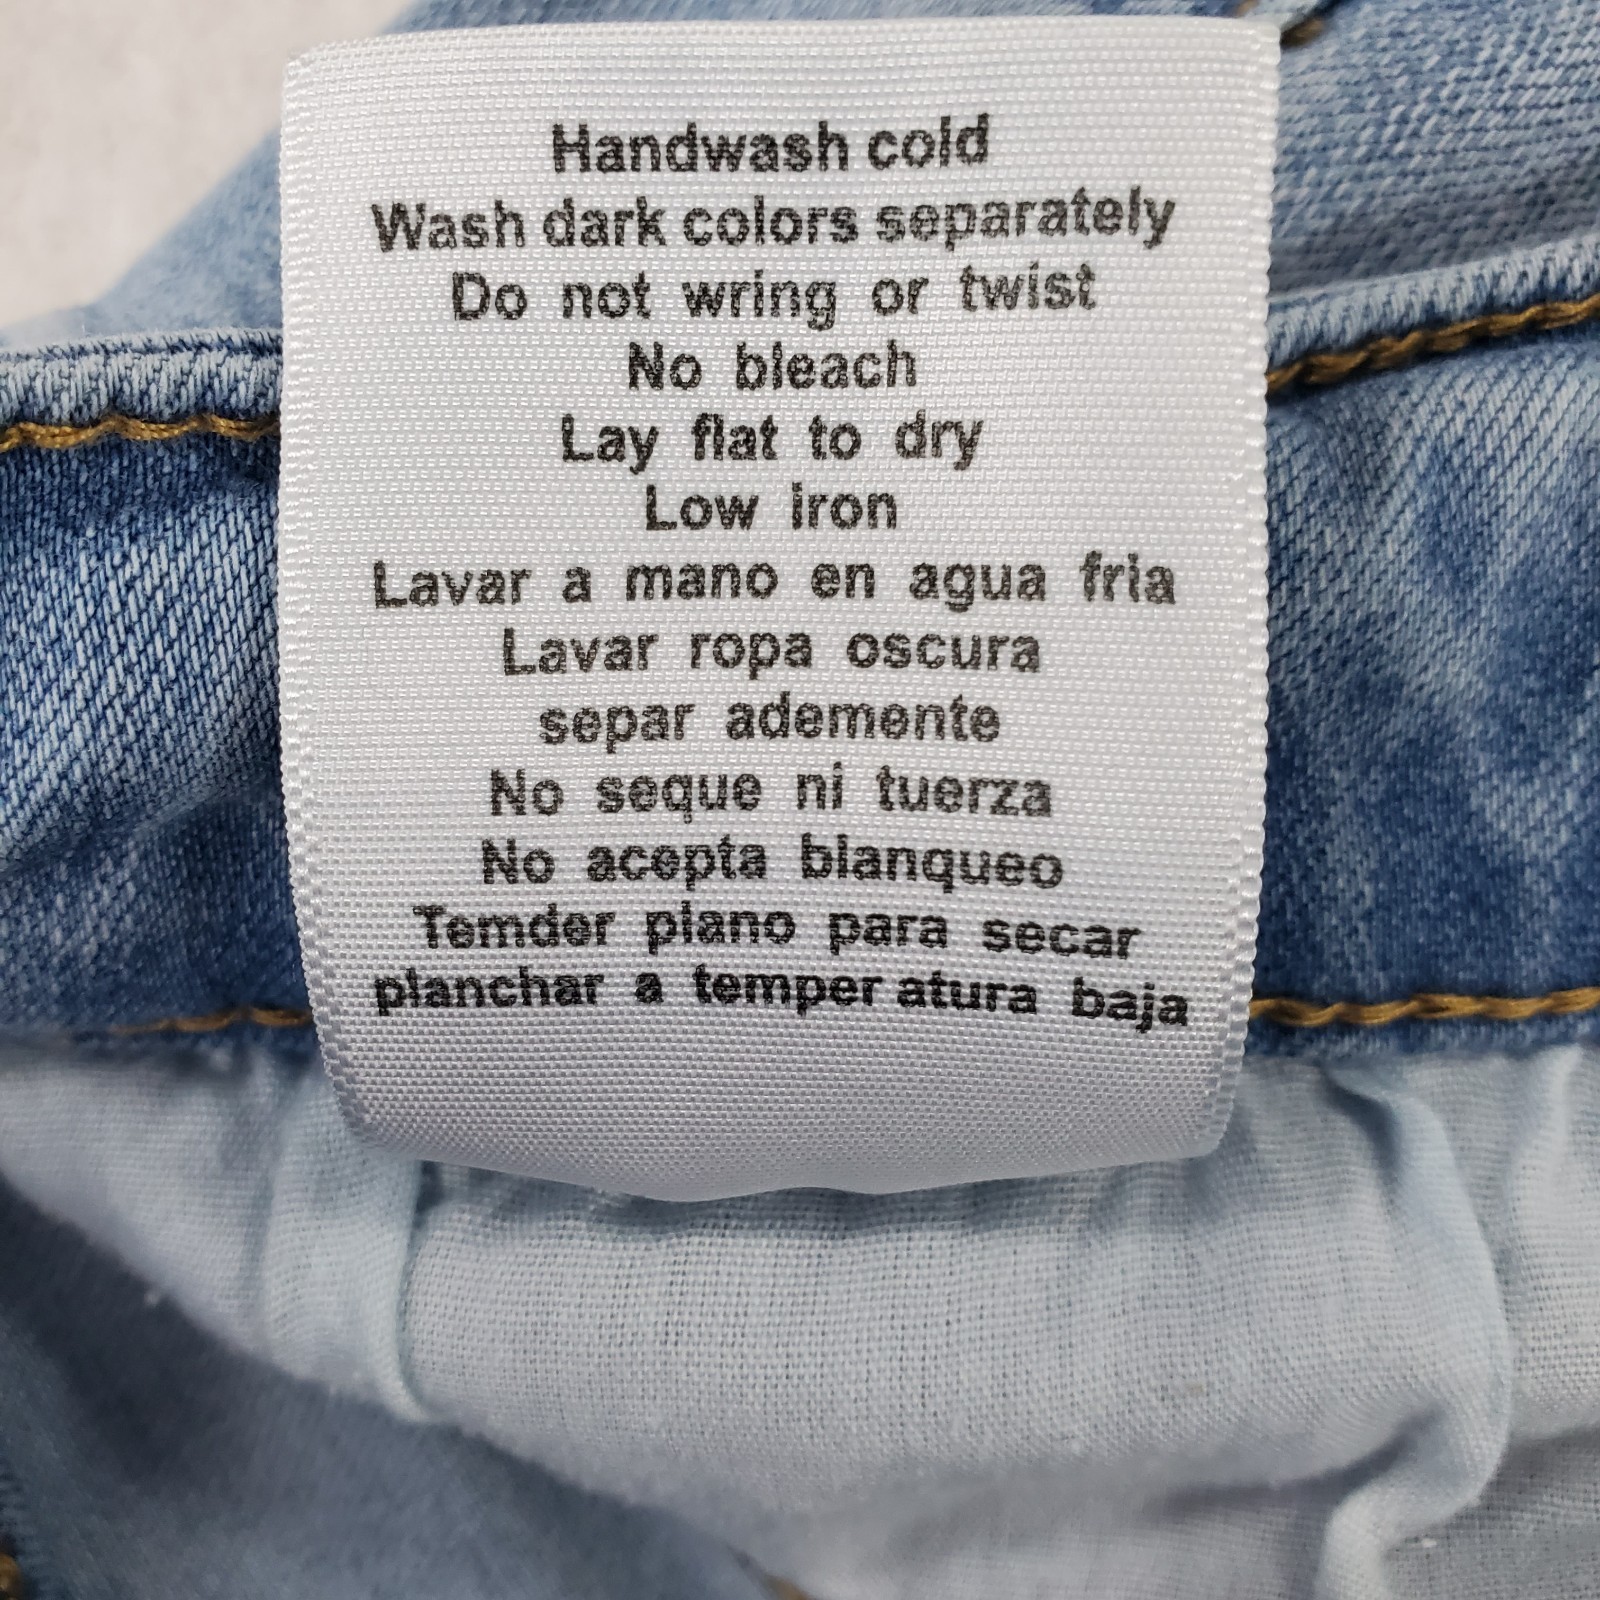 Handwash cold
Wash dark colors separately
Do not wring or twist
No bleach
Lay flat to dry
Low iron
Lavar a mano en agua fria
Lavar ropa oscura
separ ademente
No seque ni tuerza
No acepta blanqueo
Temder plano para secar
planchar a temper atura baja